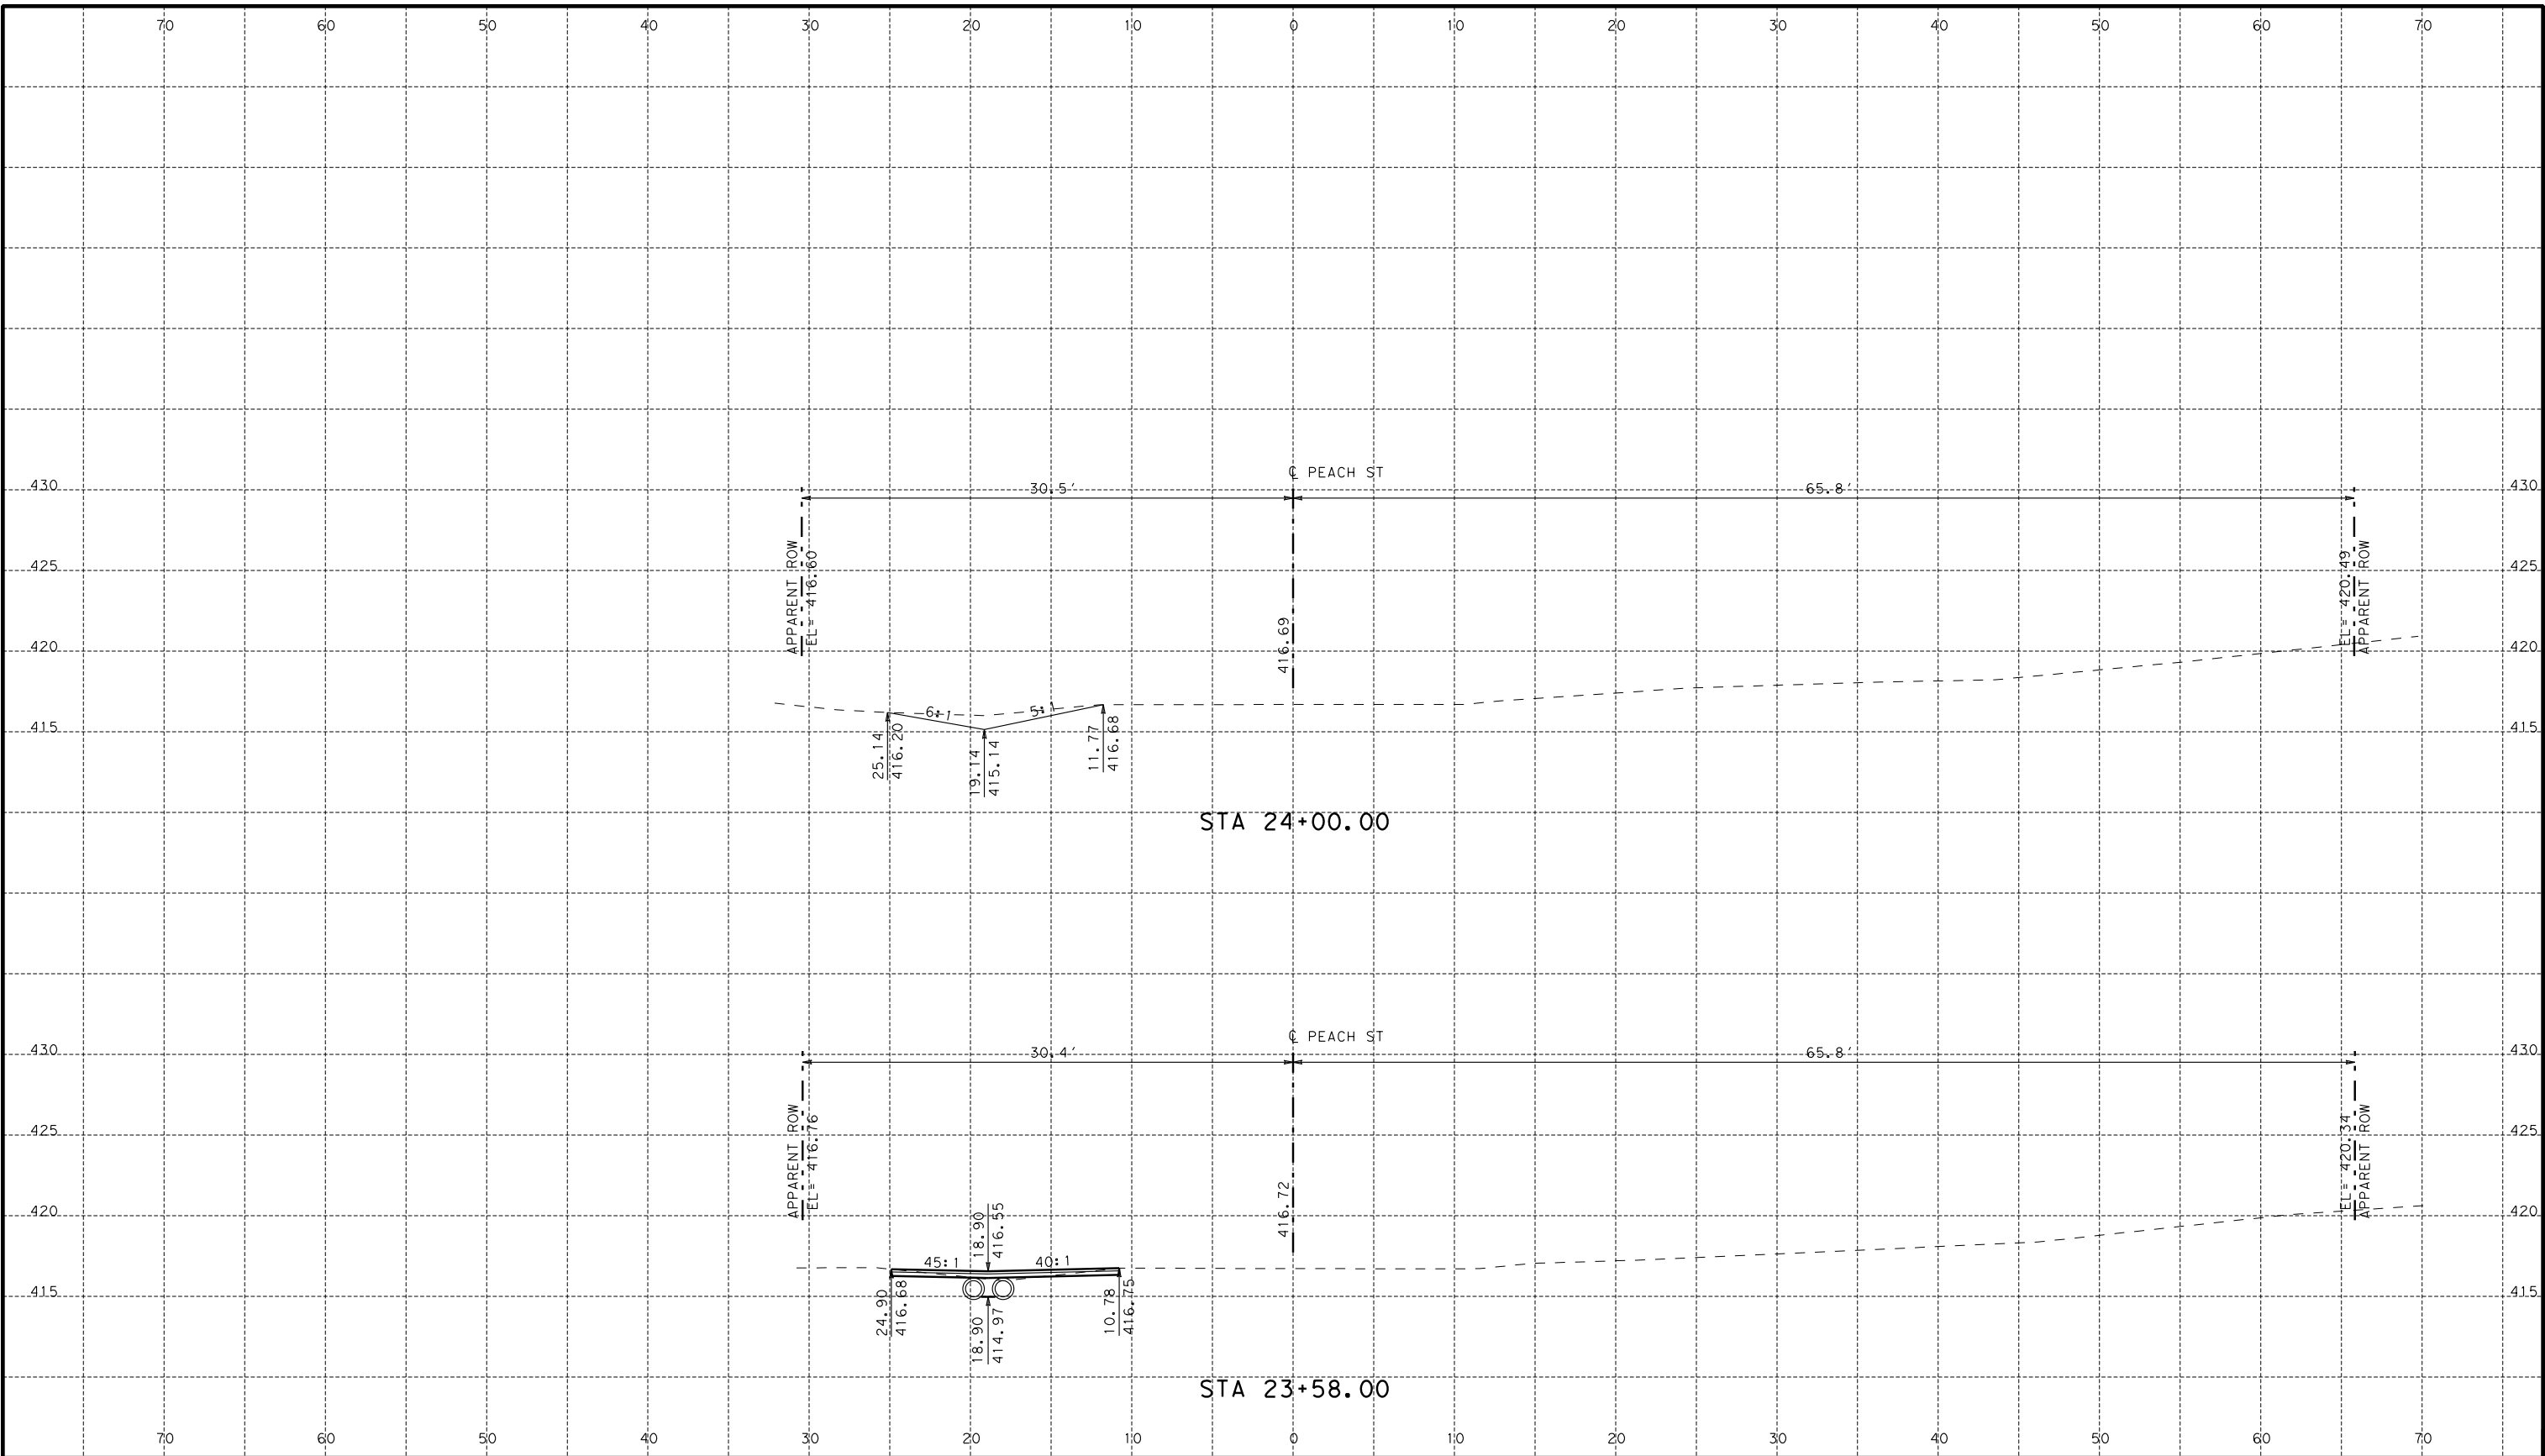 70 60 50 40 30 20 10 0 10 20 30 40 50 60 70
℄ PEACH ST
430 30.5' 65.8' 430
APPARENT ROW
EL= 416.60
416.69
EL= 420.49
APPARENT ROW
425 425
420 420
6:1 5:1
415 415
25.14
416.20
19.14
415.14
11.77
416.68
STA 24+00.00
℄ PEACH ST
430 30.4' 65.8' 430
APPARENT ROW
EL= 416.76
416.72
EL= 420.34
APPARENT ROW
425 425
420 420
18.90
416.55
45:1 40:1
415 415
24.90
416.68
18.90
414.97
10.78
416.75
STA 23+58.00
70 60 50 40 30 20 10 0 10 20 30 40 50 60 70